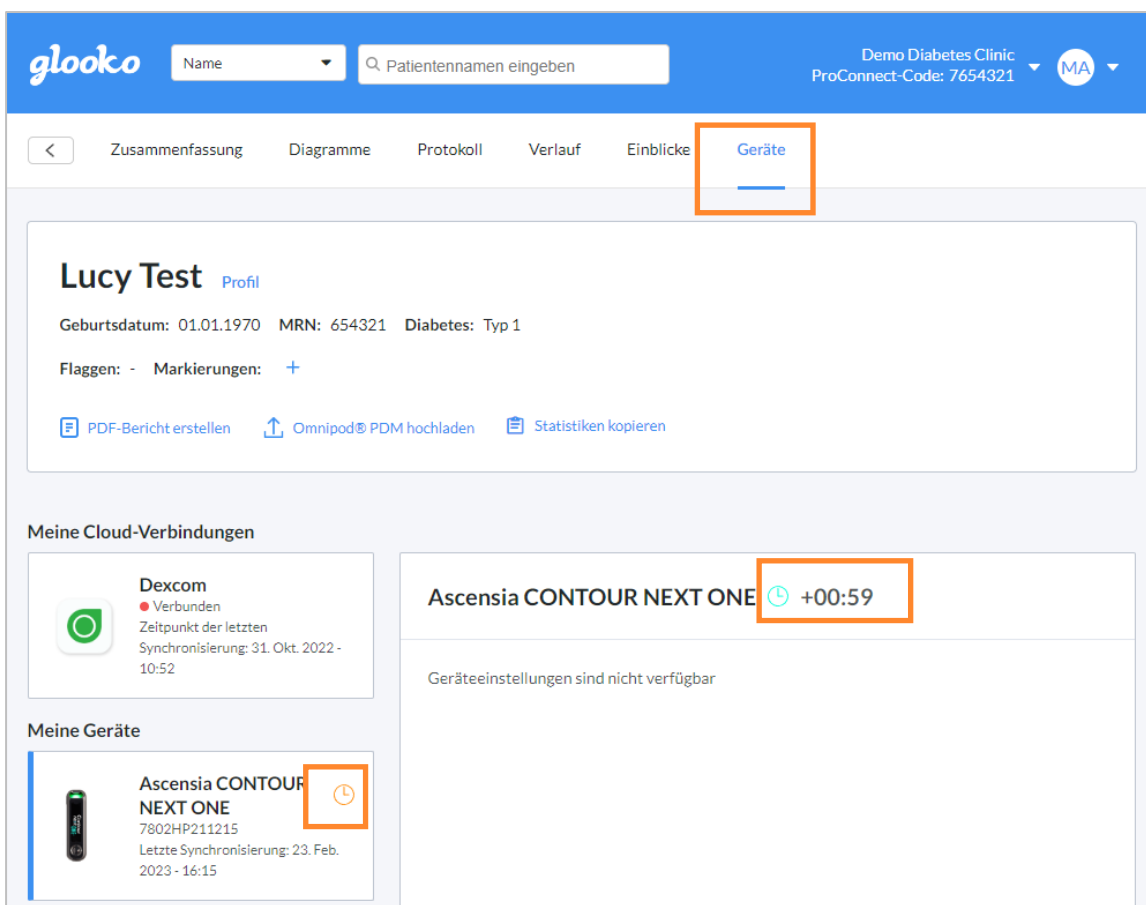 glooko
Name
Patientennamen eingeben
Demo Diabetes Clinic
ProConnect-Code: 7654321
MA
Zusammenfassung
Diagramme
Protokoll
Verlauf
Einblicke
Geräte
Lucy Test
Profil
Geburtsdatum: 01.01.1970 MRN: 654321 Diabetes: Typ 1
Flaggen: - Markierungen: +
PDF-Bericht erstellen
Omnipod® PDM hochladen
Statistiken kopieren
Meine Cloud-Verbindungen
Dexcom
Verbunden
Zeitpunkt der letzten
Synchronisierung: 31. Okt. 2022 -
10:52
Meine Geräte
Ascensia CONTOUR
NEXT ONE
7802HP211215
Letzte Synchronisierung: 23. Feb.
2023 - 16:15
Ascensia CONTOUR NEXT ONE
+00:59
Geräteeinstellungen sind nicht verfügbar